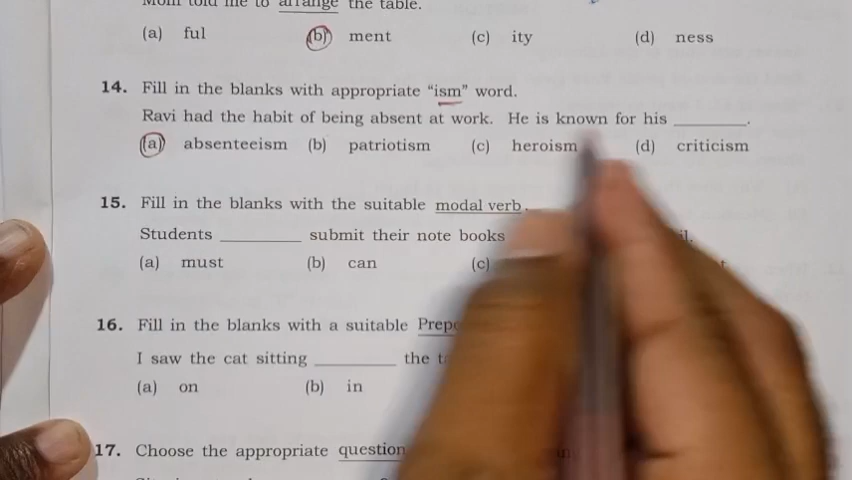 Mom told me to arrange the table.
(a) ful (b) ment (c) ity (d) ness
14. Fill in the blanks with appropriate “ism” word.
Ravi had the habit of being absent at work. He is known for his ________.
(a) absenteeism (b) patriotism (c) heroism (d) criticism
15. Fill in the blanks with the suitable modal verb.
Students ________ submit their note books
(a) must (b) can (c)
16. Fill in the blanks with a suitable
I saw the cat sitting ________ the
(a) on (b) in
17. Choose the appropriate question